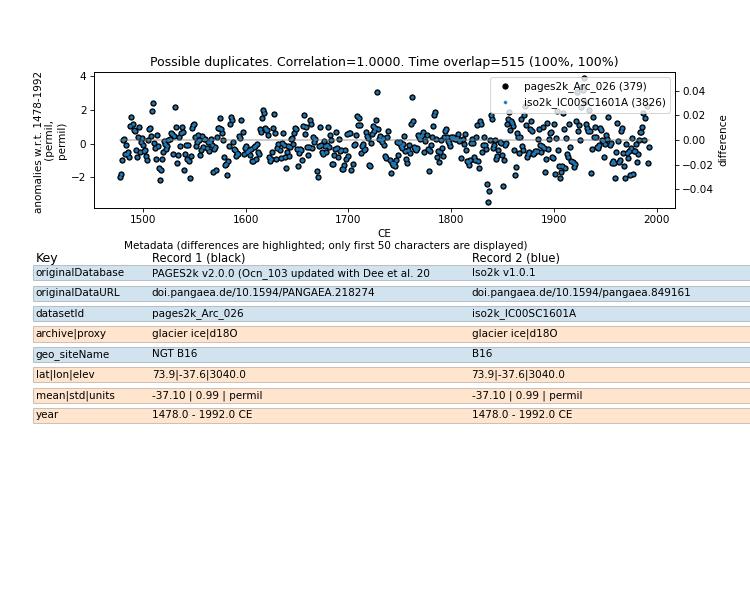 Possible duplicates. Correlation=1.0000. Time overlap=515 (100%, 100%)
anomalies w.r.t. 1478-1992
(permil,
permil)
4
2
0
−2
pages2k_Arc_026 (379)
iso2k_IC00SC1601A (3826)
0.04
0.02
0.00
−0.02
−0.04
difference
1500 1600 1700 1800 1900 2000
CE
Metadata (differences are highlighted; only first 50 characters are displayed)
Key Record 1 (black) Record 2 (blue)
originalDatabase PAGES2k v2.0.0 (Ocn_103 updated with Dee et al. 20 Iso2k v1.0.1
originalDataURL doi.pangaea.de/10.1594/PANGAEA.218274 doi.pangaea.de/10.1594/pangaea.849161
datasetId pages2k_Arc_026 iso2k_IC00SC1601A
archive|proxy glacier ice|d18O glacier ice|d18O
geo_siteName NGT B16 B16
lat|lon|elev 73.9|-37.6|3040.0 73.9|-37.6|3040.0
mean|std|units -37.10 | 0.99 | permil -37.10 | 0.99 | permil
year 1478.0 - 1992.0 CE 1478.0 - 1992.0 CE